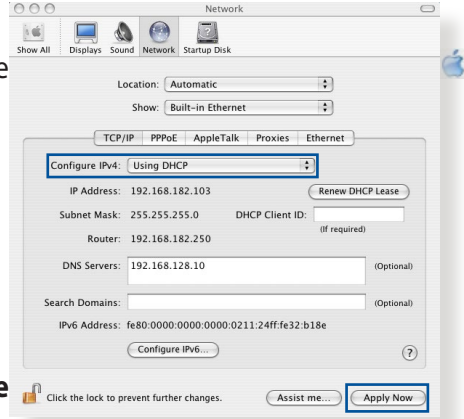 Network
Show All Displays Sound Network Startup Disk
e
Location: Automatic
Show: Built-in Ethernet
TCP/IP PPPoE AppleTalk Proxies Ethernet
Configure IPv4: Using DHCP
IP Address: 192.168.182.103 Renew DHCP Lease
Subnet Mask: 255.255.255.0 DHCP Client ID:
(If required)
Router: 192.168.182.250
DNS Servers: 192.168.128.10 (Optional)
Search Domains: (Optional)
IPv6 Address: fe80:0000:0000:0000:0211:24ff:fe32:b18e
Configure IPv6... ?
e
Click the lock to prevent further changes. Assist me... Apply Now